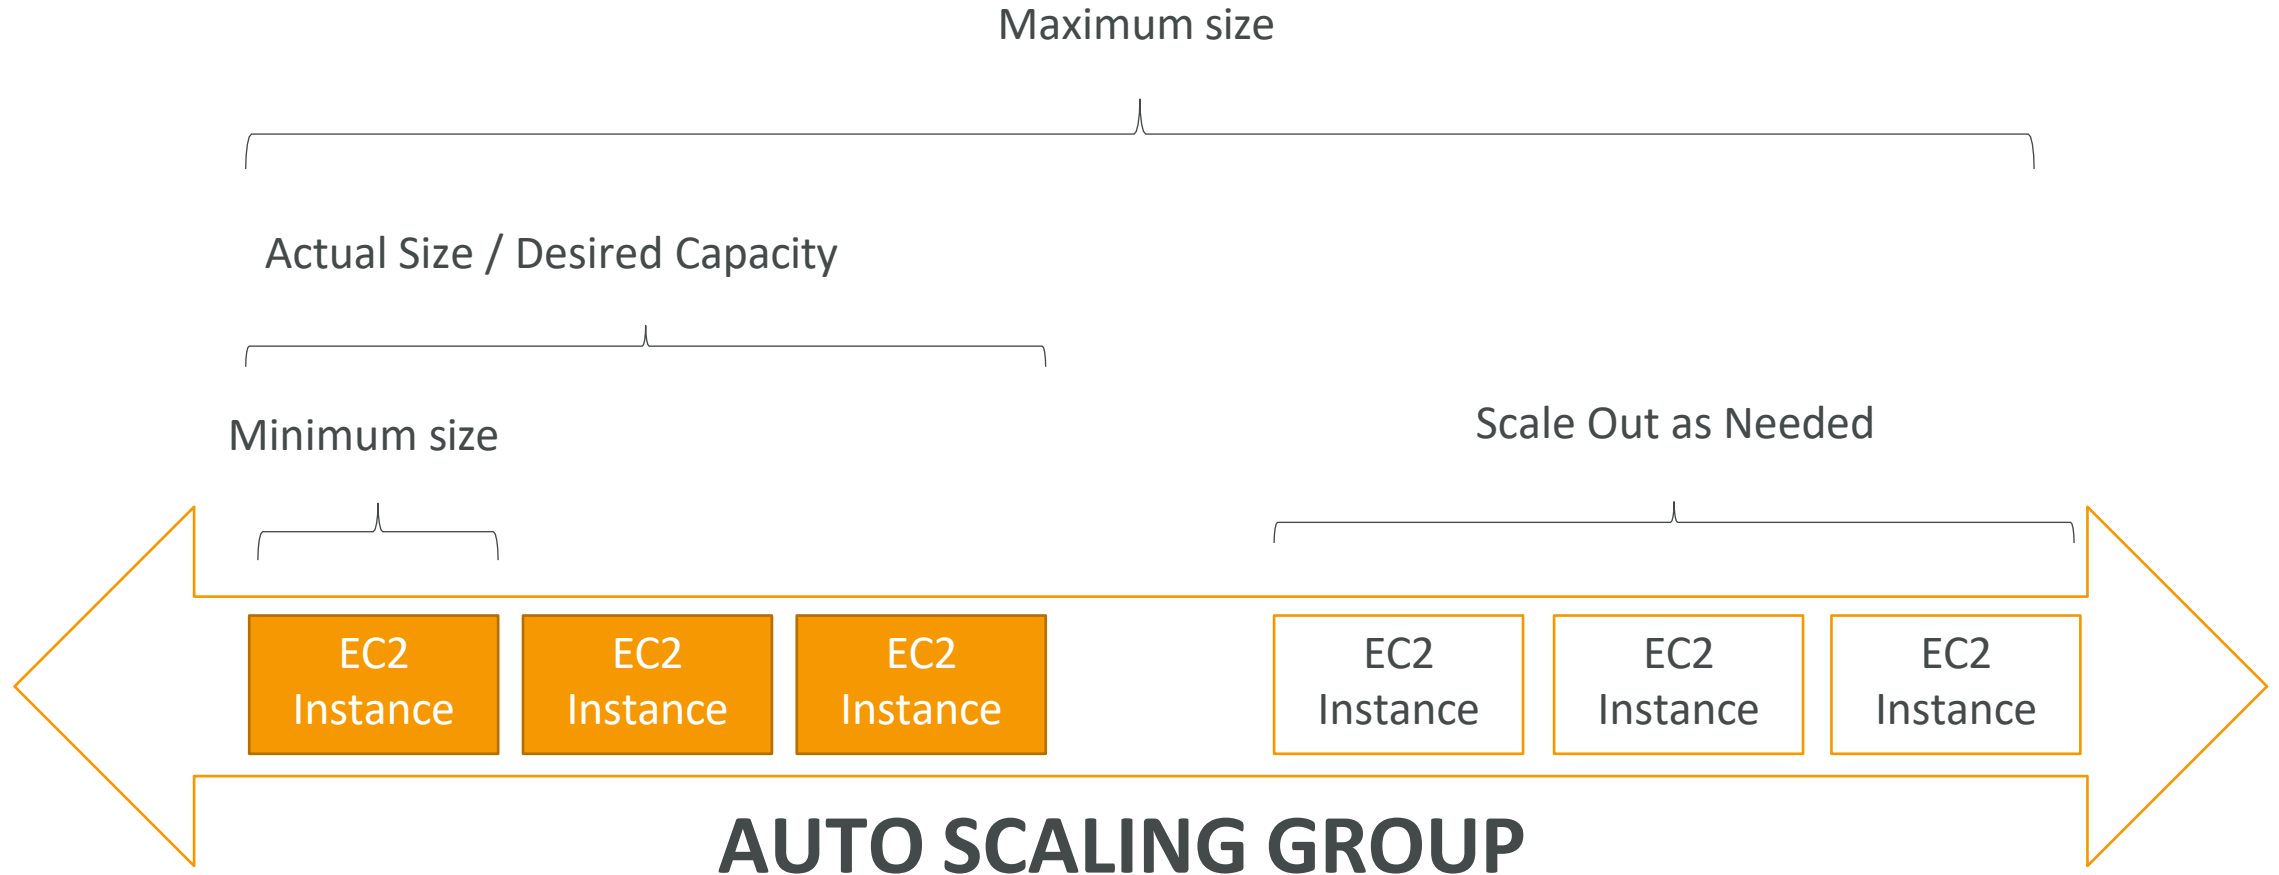 Maximum size
Actual Size / Desired Capacity
Minimum size
Scale Out as Needed
EC2
Instance
EC2
Instance
EC2
Instance
EC2
Instance
EC2
Instance
EC2
Instance
AUTO SCALING GROUP